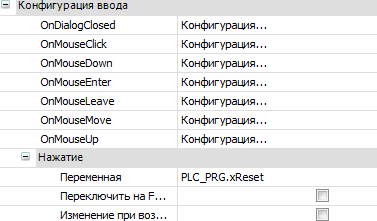 Конфигурация ввода
OnDialogClosed Конфигурация...
OnMouseClick Конфигурация...
OnMouseDown Конфигурация...
OnMouseEnter Конфигурация...
OnMouseLeave Конфигурация...
OnMouseMove Конфигурация...
OnMouseUp Конфигурация...
Нажатие
Переменная PLC_PRG.xReset
Переключить на F...
Изменение при воз...